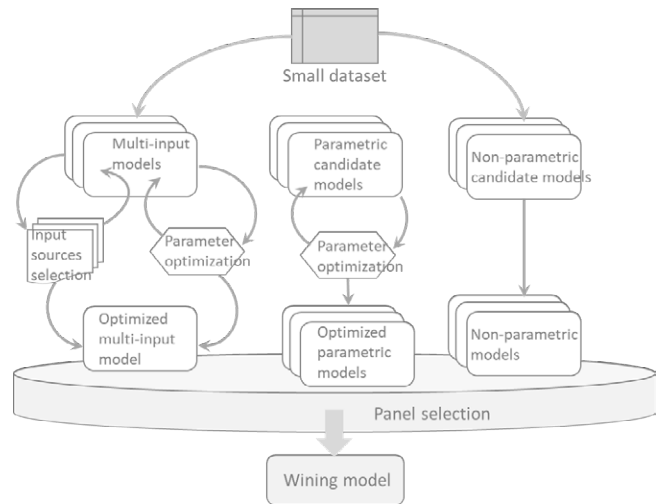 Small dataset
Multi-input
models
Parametric
candidate
models
Non-parametric
candidate models
Input
sources
selection
Parameter
optimization
Parameter
optimization
Optimized
multi-input
model
Optimized
parametric
models
Non-parametric
models
Panel selection
Wining model